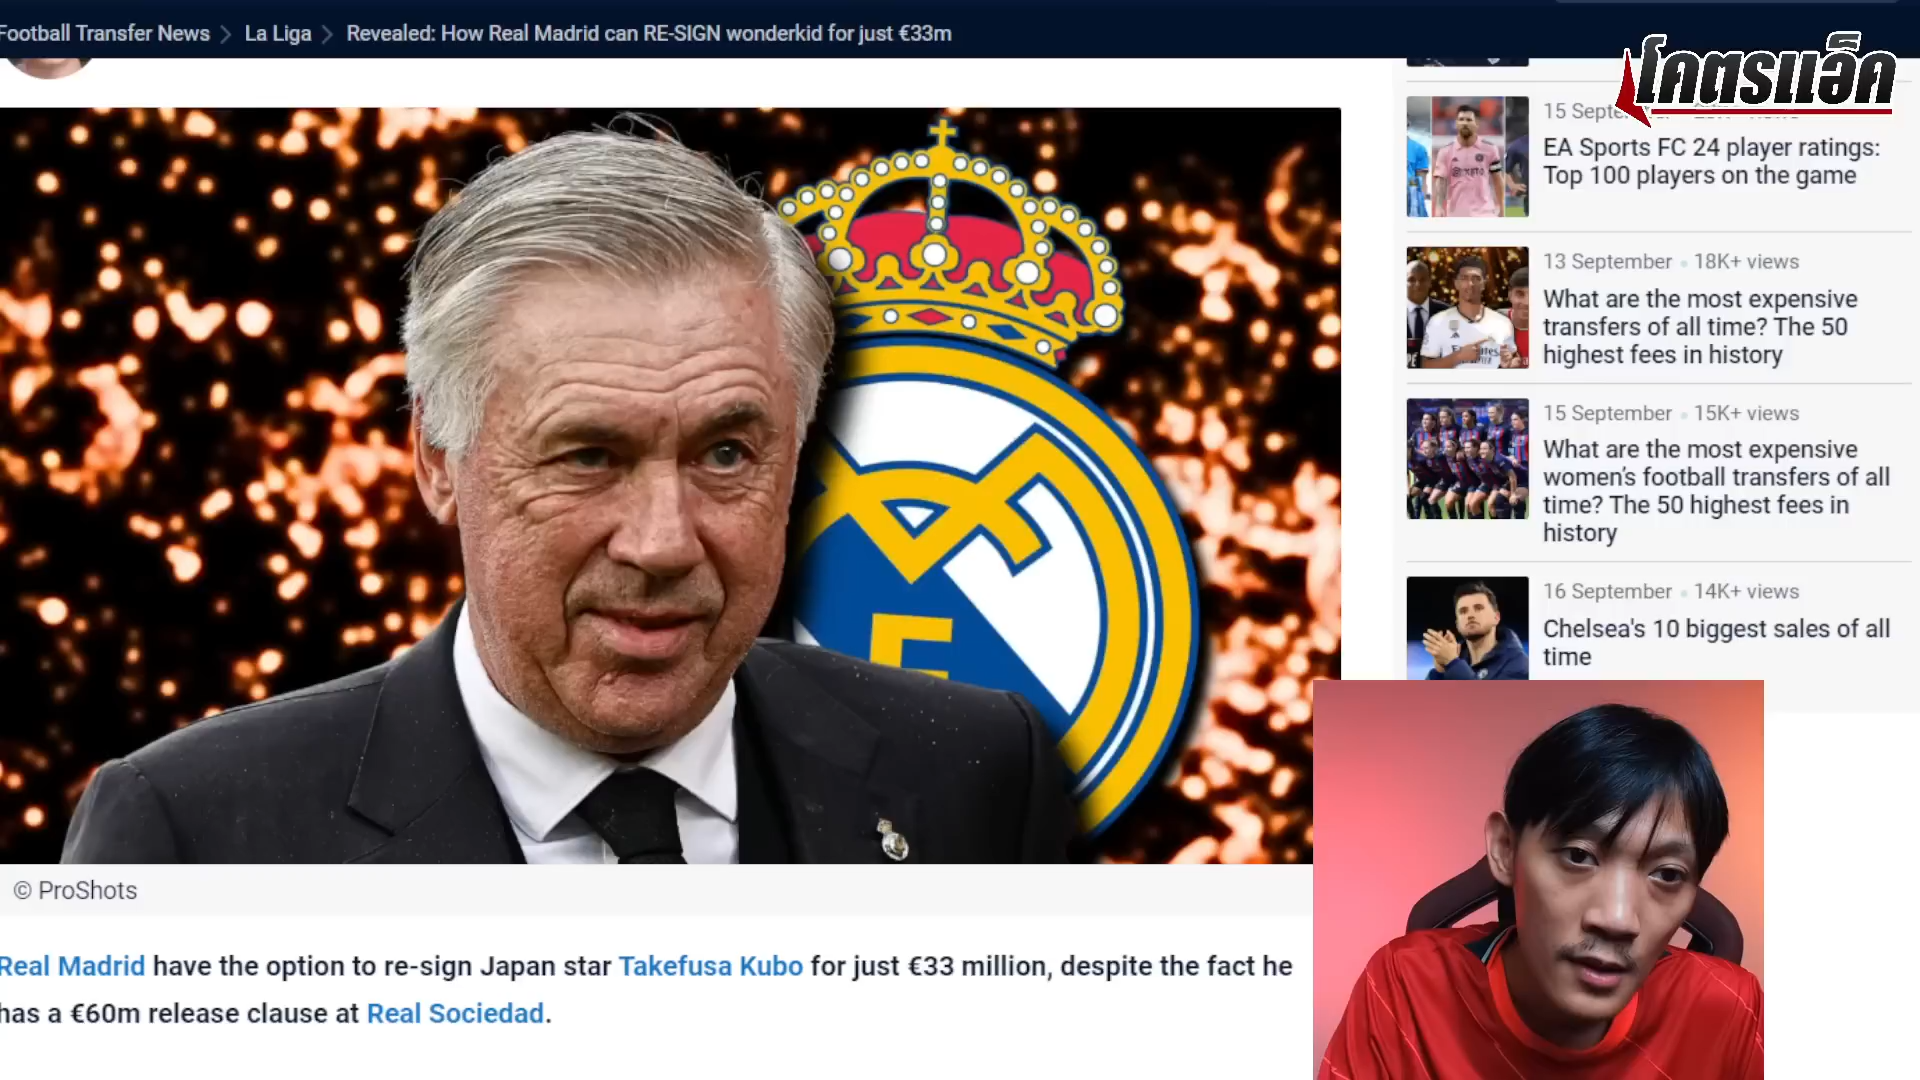 Football Transfer News > La Liga > Revealed: How Real Madrid can RE-SIGN wonderkid for just €33m
โคตรแอ็ค
© ProShots
Real Madrid have the option to re-sign Japan star Takefusa Kubo for just €33 million, despite the fact he
has a €60m release clause at Real Sociedad.
15
EA Sports FC 24 player ratings:
Top 100 players on the game
13 September • 18K+ views
What are the most expensive
transfers of all time? The 50
highest fees in history
15 September • 15K+ views
What are the most expensive
women's football transfers of all
time? The 50 highest fees in
history
16 September • 14K+ views
Chelsea's 10 biggest sales of all
time